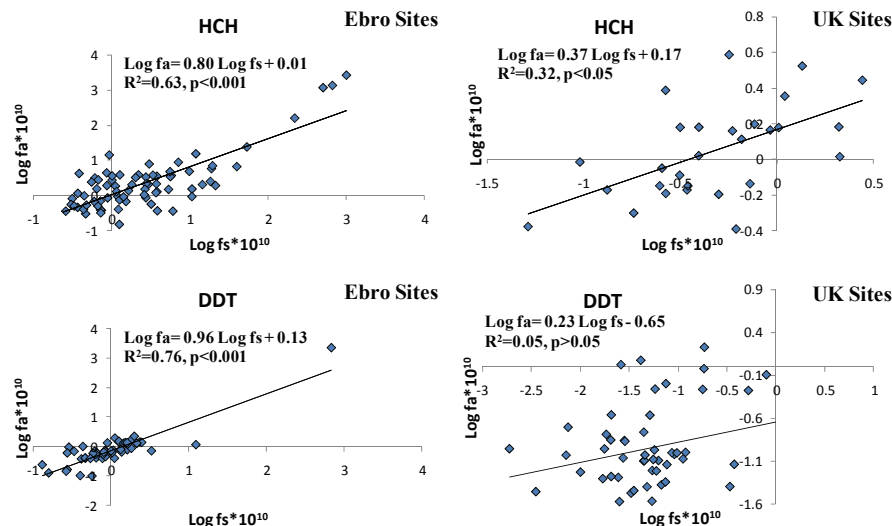 HCH
Ebro Sites
Log fa= 0.80 Log fs + 0.01
R²=0.63, p<0.001
4
3
2
1
0
-1
-1
0
1
2
3
4
Log fa*10¹⁰
Log fs*10¹⁰
HCH
UK Sites
Log fa= 0.37 Log fs + 0.17
R²=0.32, p<0.05
0.8
0.6
0.4
0.2
0
-0.2
-0.4
-1.5
-1
-0.5
0
0.5
Log fa*10¹⁰
Log fs*10¹⁰
DDT
Ebro Sites
Log fa= 0.96 Log fs + 0.13
R²=0.76, p<0.001
4
3
2
1
0
-1
-2
-1
0
1
2
3
4
Log fa*10¹⁰
Log fs*10¹⁰
DDT
UK Sites
Log fa= 0.23 Log fs - 0.65
R²=0.05, p>0.05
0.9
0.4
-0.1
-0.6
-1.1
-1.6
-3
-2.5
-2
-1.5
-1
-0.5
0
0.5
1
Log fa*10¹⁰
Log fs*10¹⁰